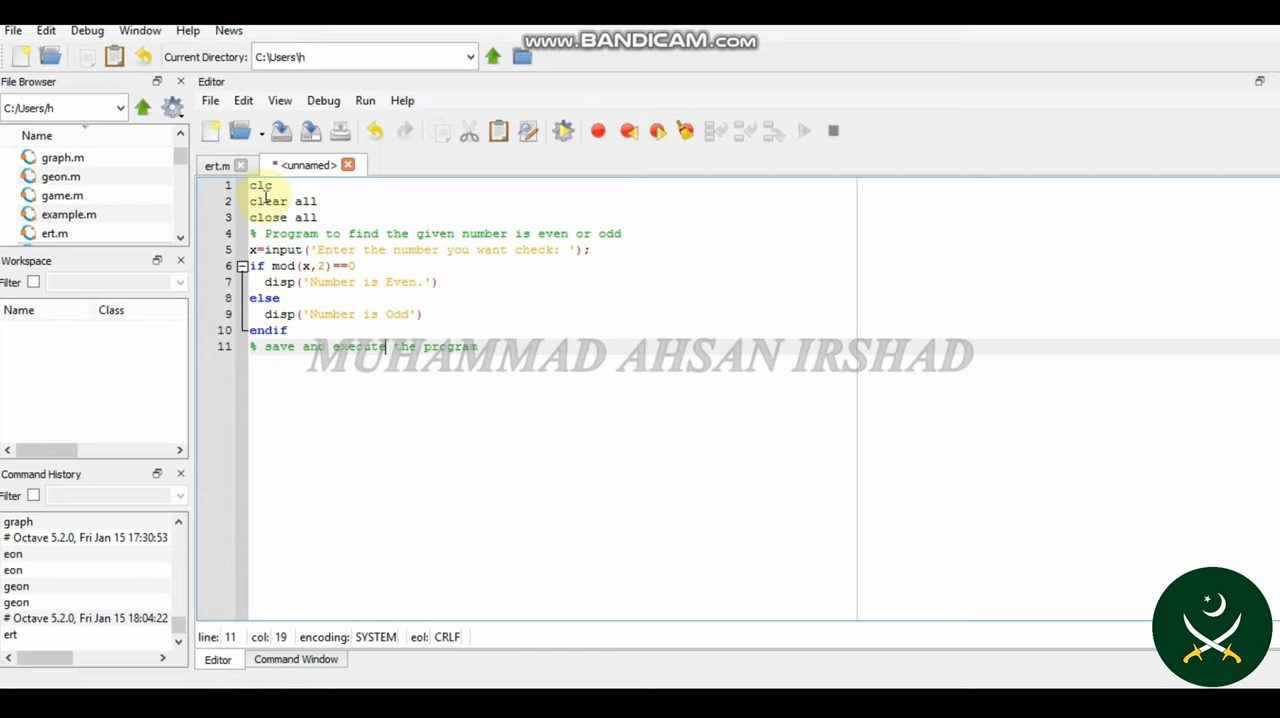 File Edit Debug Window Help News
www.BANDICAM.com
Current Directory: C:\Users\h
File Browser
Editor
C:/Users/h
File Edit View Debug Run Help
Name
graph.m
geon.m
game.m
example.m
ert.m
ert.m * <unnamed>
1 clc
2 clear all
3 close all
4 % Program to find the given number is even or odd
5 x=input('Enter the number you want check: ');
6 if mod(x,2)==0
7 disp('Number is Even.')
8 else
9 disp('Number is Odd')
10 endif
11 % save and execute the program
MUHAMMAD AHSAN IRSHAD
Workspace
Filter
Name Class
Command History
Filter
graph
# Octave 5.2.0, Fri Jan 15 17:30:53
eon
eon
geon
geon
# Octave 5.2.0, Fri Jan 15 18:04:22
ert
line: 11 col: 19 encoding: SYSTEM eol: CRLF
Editor Command Window